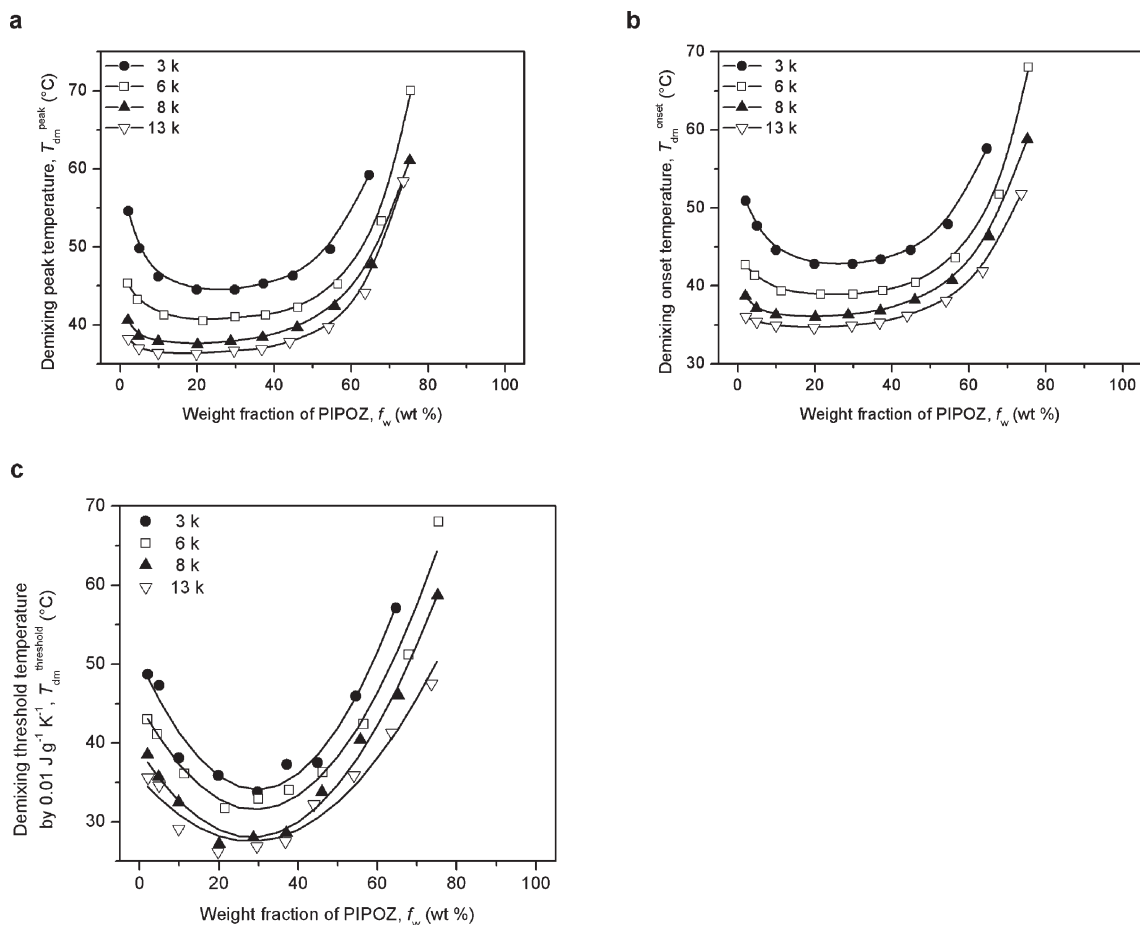 a
Demixing peak temperature, T_dm^peak (°C)
3 k
6 k
8 k
13 k
70
60
50
40
0 20 40 60 80 100
Weight fraction of PIPOZ, f_w (wt %)
b
Demixing onset temperature, T_dm^onset (°C)
3 k
6 k
8 k
13 k
70
60
50
40
30
0 20 40 60 80 100
Weight fraction of PIPOZ, f_w (wt %)
c
Demixing threshold temperature
by 0.01 J g⁻¹ K⁻¹, T_dm^threshold (°C)
3 k
6 k
8 k
13 k
70
60
50
40
30
0 20 40 60 80 100
Weight fraction of PIPOZ, f_w (wt %)